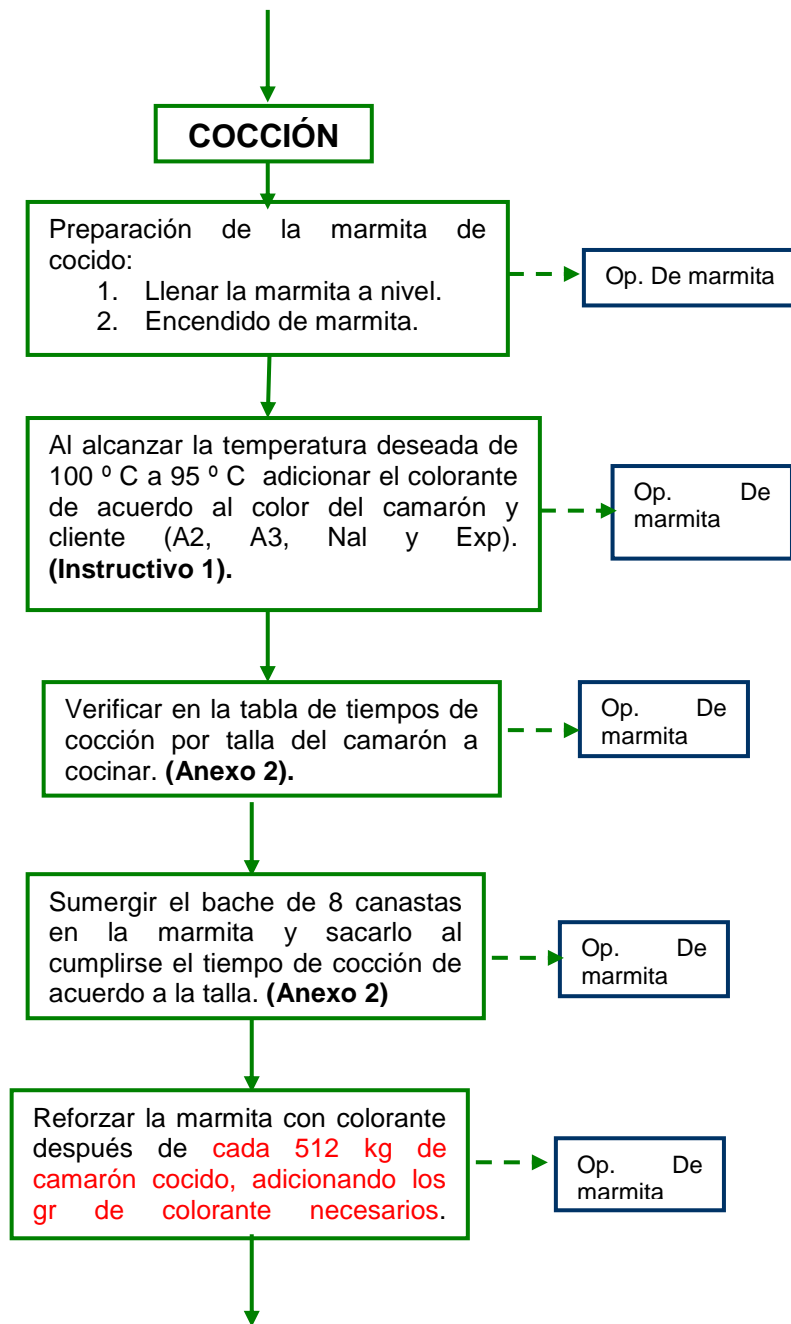 COCCIÓN
Preparación de la marmita de
cocido:
1. Llenar la marmita a nivel.
2. Encendido de marmita.
Op. De marmita
Al alcanzar la temperatura deseada de
100 º C a 95 º C adicionar el colorante
de acuerdo al color del camarón y
cliente (A2, A3, Nal y Exp).
(Instructivo 1).
Op. De
marmita
Verificar en la tabla de tiempos de
cocción por talla del camarón a
cocinar. (Anexo 2).
Op. De
marmita
Sumergir el bache de 8 canastas
en la marmita y sacarlo al
cumplirse el tiempo de cocción de
acuerdo a la talla. (Anexo 2)
Op. De
marmita
Reforzar la marmita con colorante
después de cada 512 kg de
camarón cocido, adicionando los
gr de colorante necesarios.
Op. De
marmita